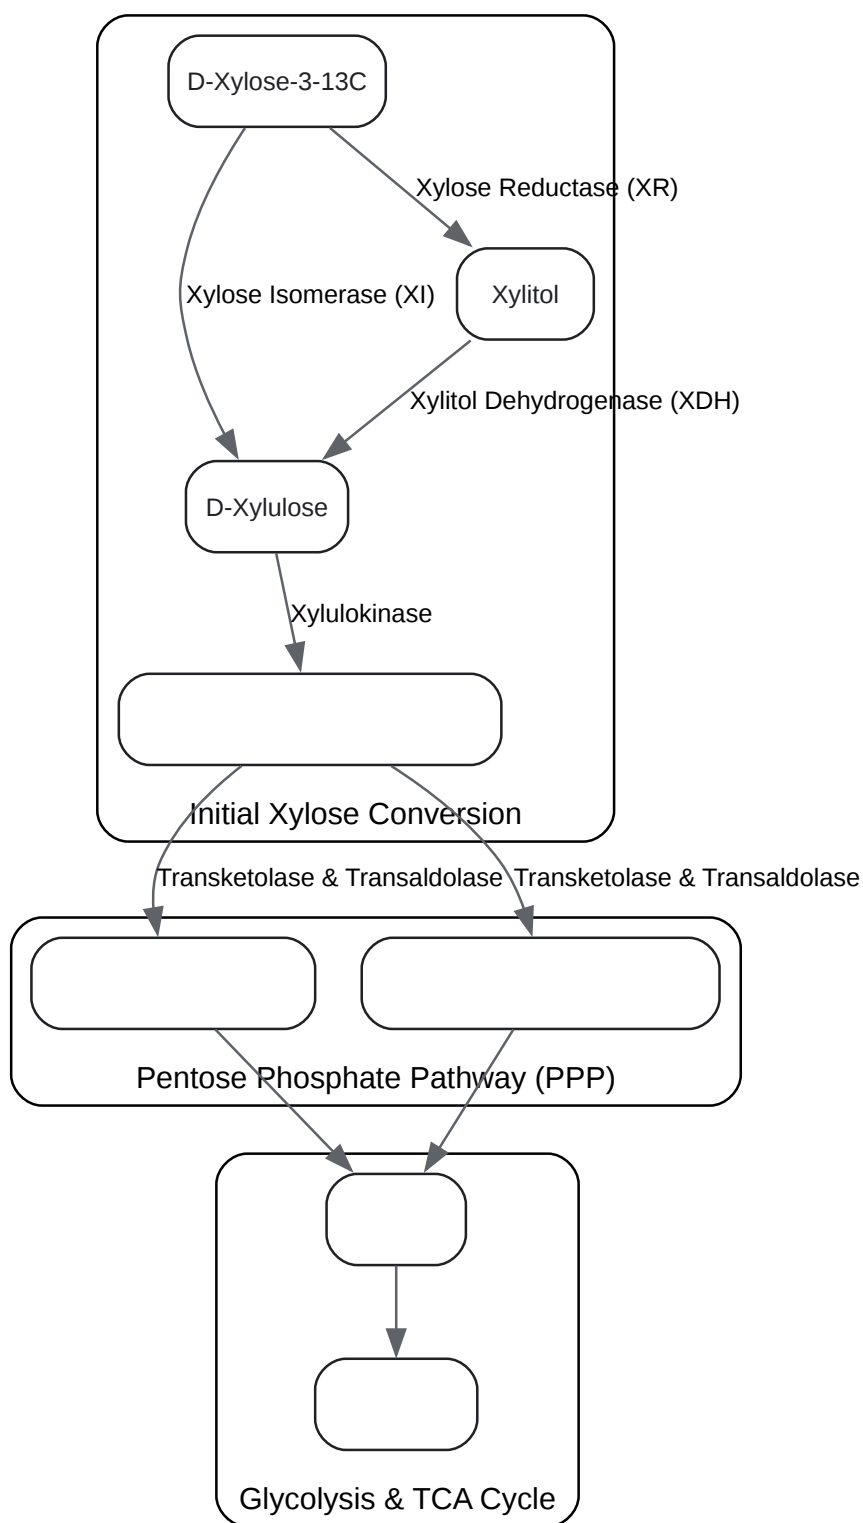 D-Xylose-3-13C
Xylose Reductase (XR)
Xylose Isomerase (XI)
Xylitol
Xylitol Dehydrogenase (XDH)
D-Xylulose
Xylulokinase
Initial Xylose Conversion
Transketolase & Transaldolase
Transketolase & Transaldolase
Pentose Phosphate Pathway (PPP)
Glycolysis & TCA Cycle